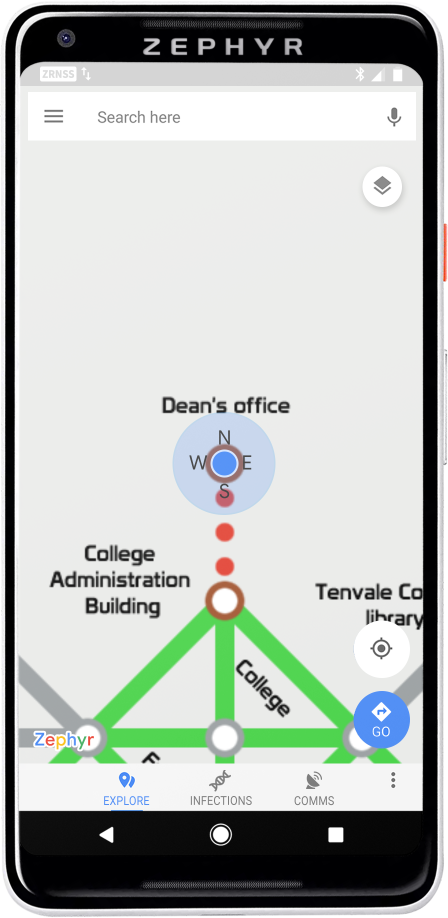 ZEPHYR
ZRNSS
Search here
Dean's office
N
W E
S
College
Administration
Building
Tenvale Co
library
College
Zephyr
GO
EXPLORE
INFECTIONS
COMMS